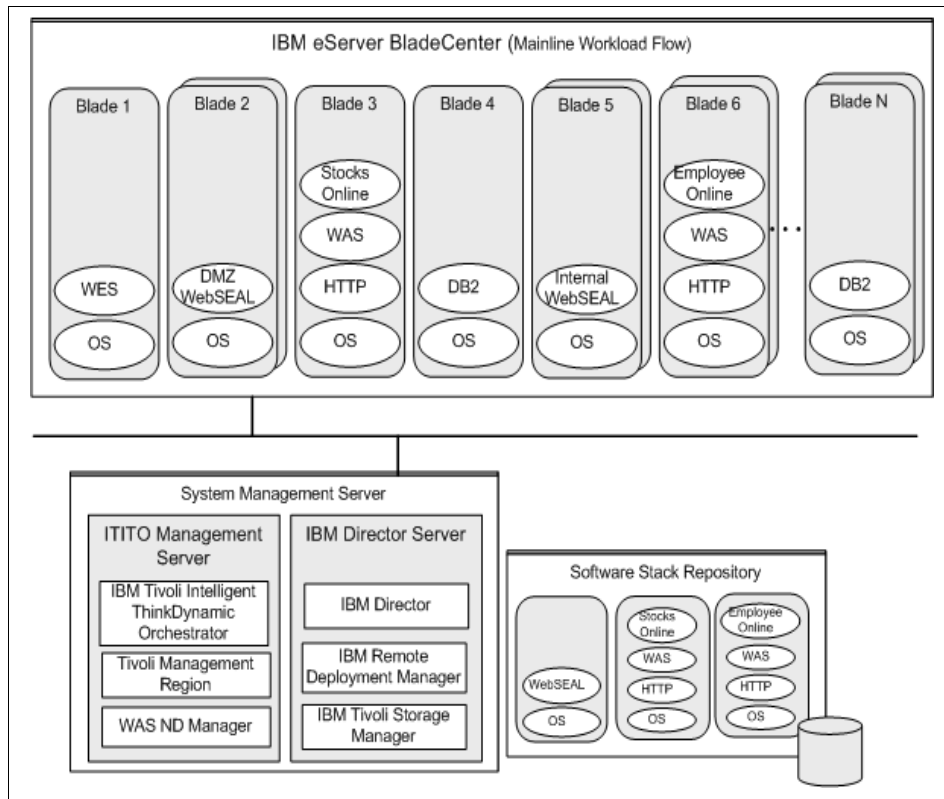 IBM eServer BladeCenter (Mainline Workload Flow)
Blade 1
WES
OS
Blade 2
DMZ
WebSEAL
OS
Blade 3
Stocks
Online
WAS
HTTP
OS
Blade 4
DB2
OS
Blade 5
Internal
WebSEAL
OS
Blade 6
Employee
Online
WAS
HTTP
OS
...
Blade N
DB2
OS
System Management Server
ITITO Management
Server
IBM Tivoli Intelligent
ThinkDynamic
Orchestrator
Tivoli Management
Region
WAS ND Manager
IBM Director Server
IBM Director
IBM Remote
Deployment Manager
IBM Tivoli Storage
Manager
Software Stack Repository
WebSEAL
OS
Stocks
Online
WAS
HTTP
OS
Employee
Online
WAS
HTTP
OS